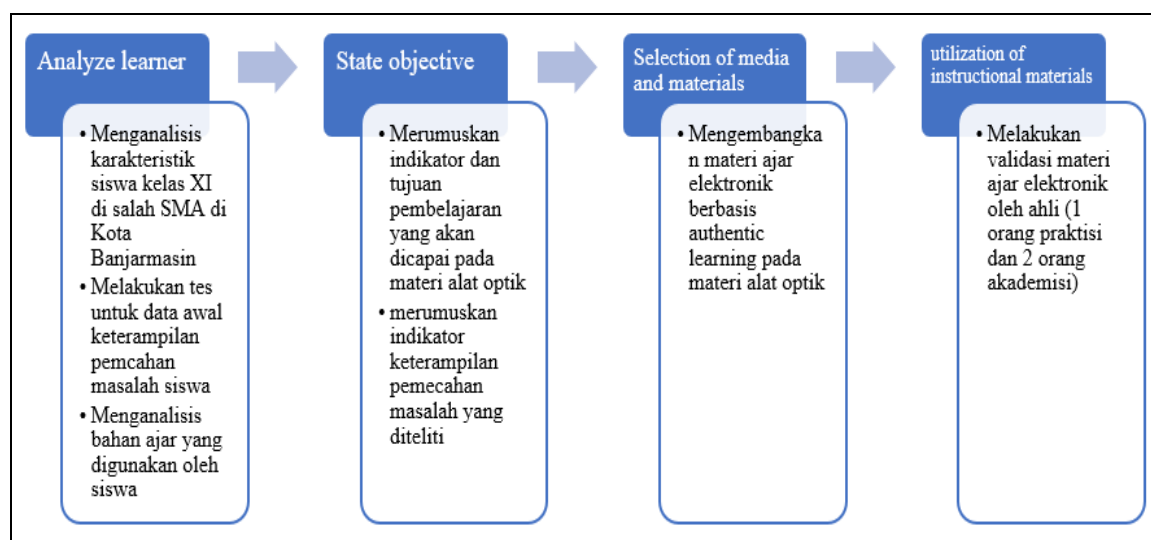 Analyze learner
• Menganalisis
karakteristik
siswa kelas XI
di salah SMA di
Kota
Banjarmasin
• Melakukan tes
untuk data awal
keterampilan
pemcahan
masalah siswa
• Menganalisis
bahan ajar yang
digunakan oleh
siswa
State objective
• Merumuskan
indikator dan
tujuan
pembelajaran
yang akan
dicapai pada
materi alat optik
• merumuskan
indikator
keterampilan
pemecahan
masalah yang
diteliti
Selection of media
and materials
• Mengembangka
n materi ajar
elektronik
berbasis
authentic
learning pada
materi alat optik
utilization of
instructional materials
• Melakukan
validasi materi
ajar elektronik
oleh ahli (1
orang praktisi
dan 2 orang
akademisi)